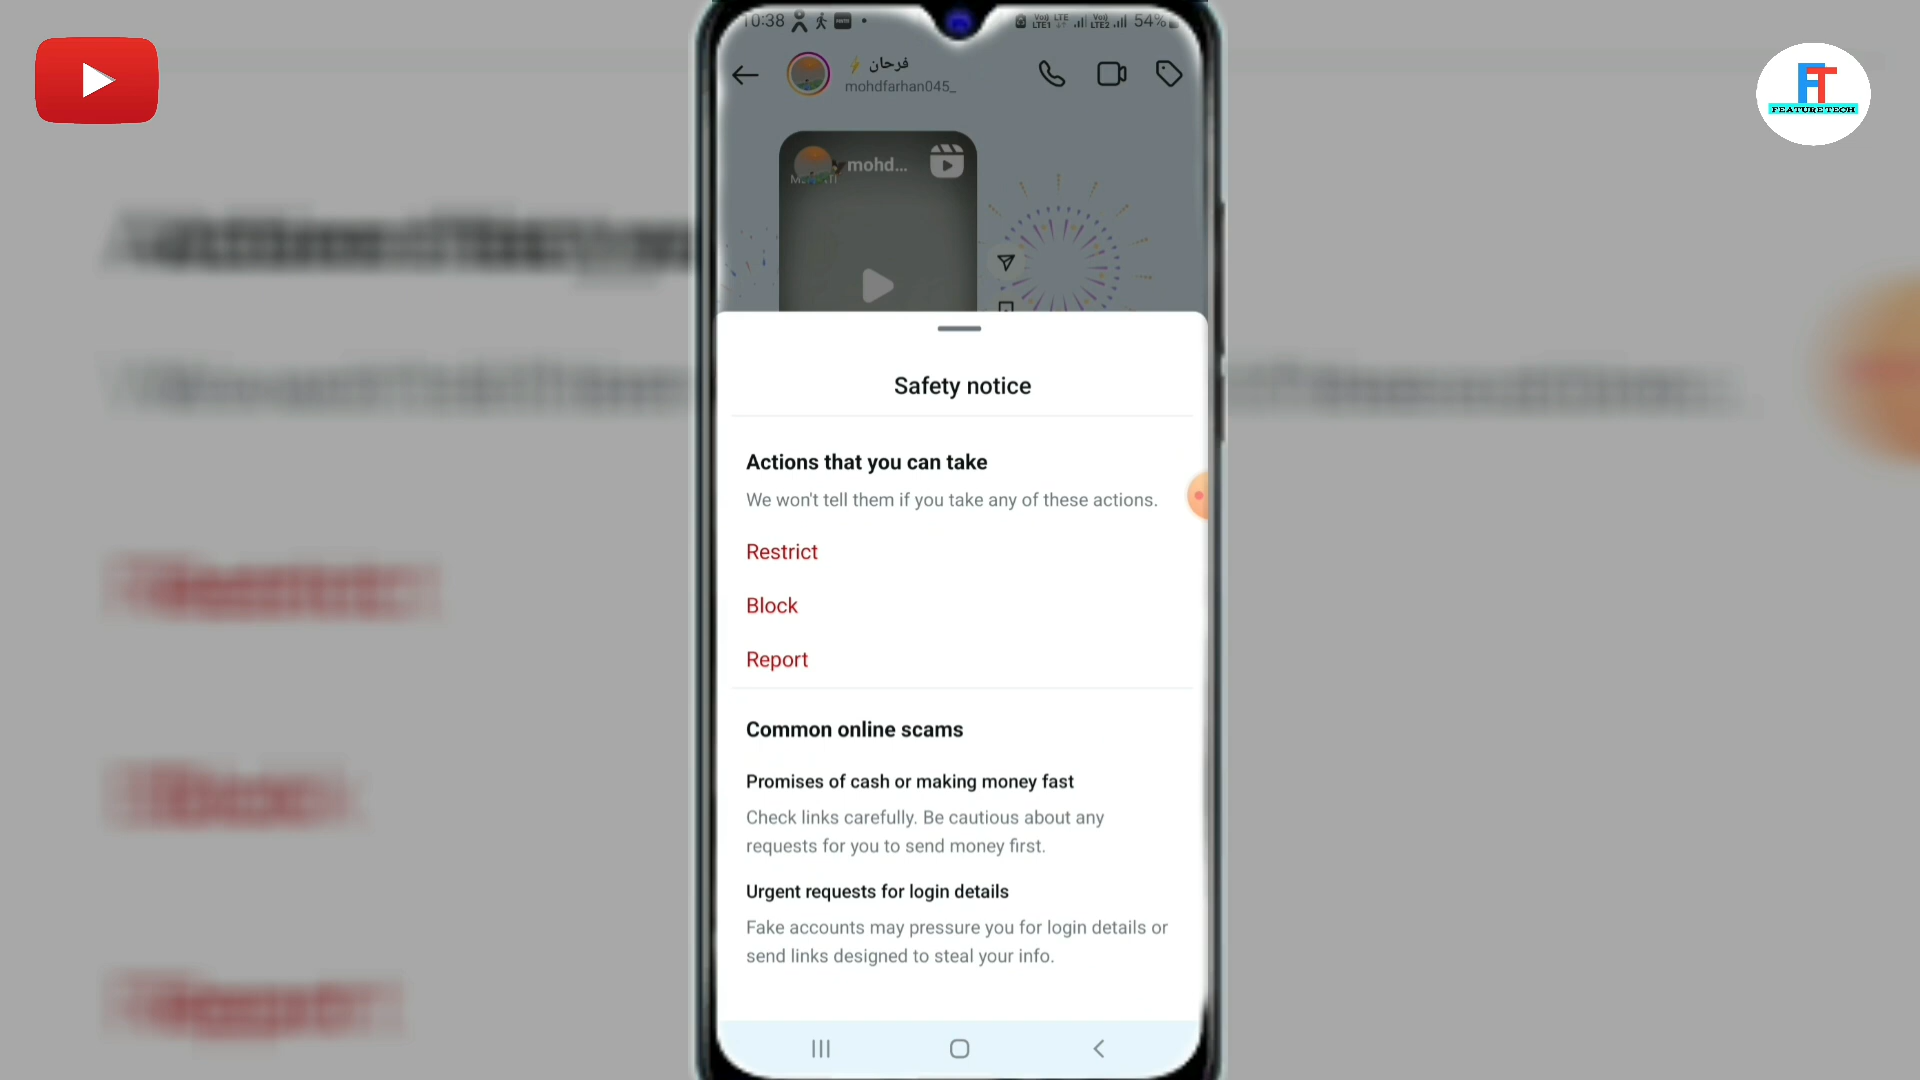 10:38
54%
⚡ فرحان
mohdfarhan045_
FT
FEATURE TECH
mohd...
Safety notice
Actions that you can take
We won't tell them if you take any of these actions.
Restrict
Block
Report
Common online scams
Promises of cash or making money fast
Check links carefully. Be cautious about any
requests for you to send money first.
Urgent requests for login details
Fake accounts may pressure you for login details or
send links designed to steal your info.